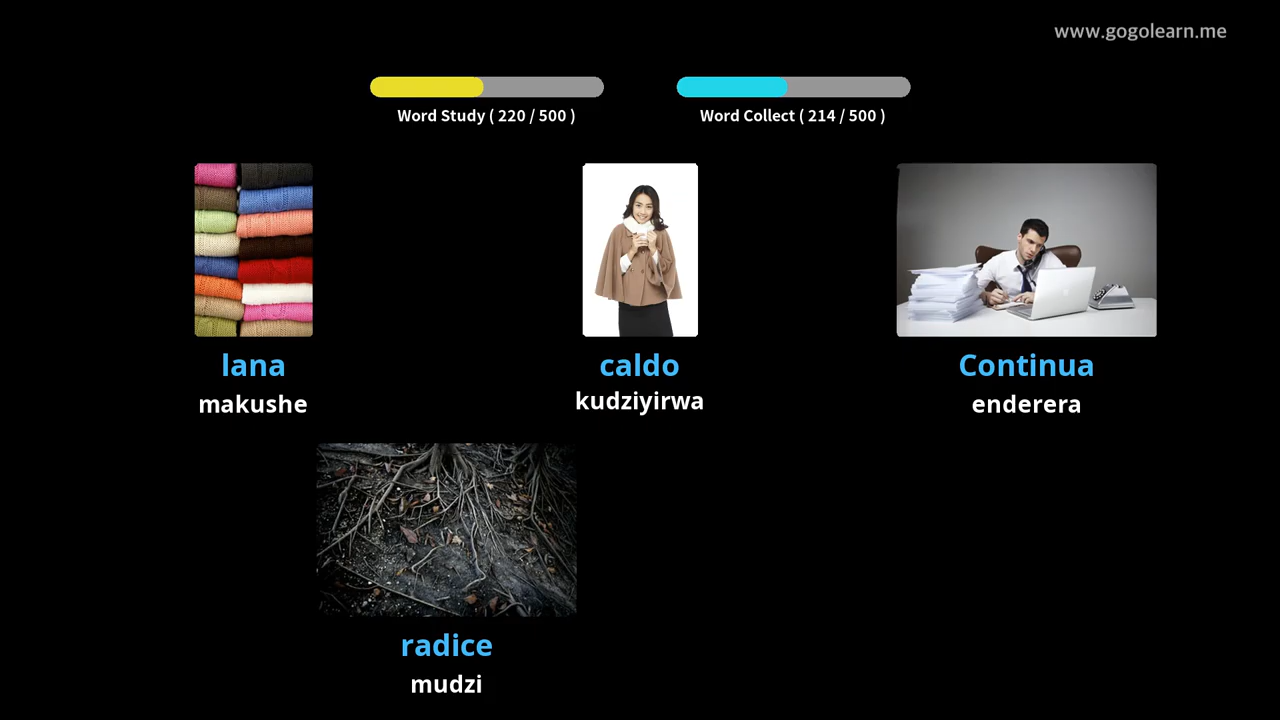 www.gogolearn.me
Word Study ( 220 / 500 )
Word Collect ( 214 / 500 )
lana
makushe
caldo
kudziyirwa
Continua
enderera
radice
mudzi